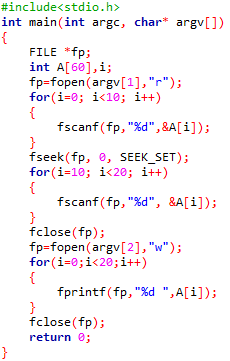 #include<stdio.h>
int main(int argc, char* argv[])
{
    FILE *fp;
    int A[60],i;
    fp=fopen(argv[1],"r");
    for(i=0; i<10; i++)
    {
        fscanf(fp,"%d",&A[i]);
    }
    fseek(fp, 0, SEEK_SET);
    for(i=10; i<20; i++)
    {
        fscanf(fp,"%d", &A[i]);
    }
    fclose(fp);
    fp=fopen(argv[2],"w");
    for(i=0;i<20;i++)
    {
        fprintf(fp,"%d ",A[i]);
    }
    fclose(fp);
    return 0;
}